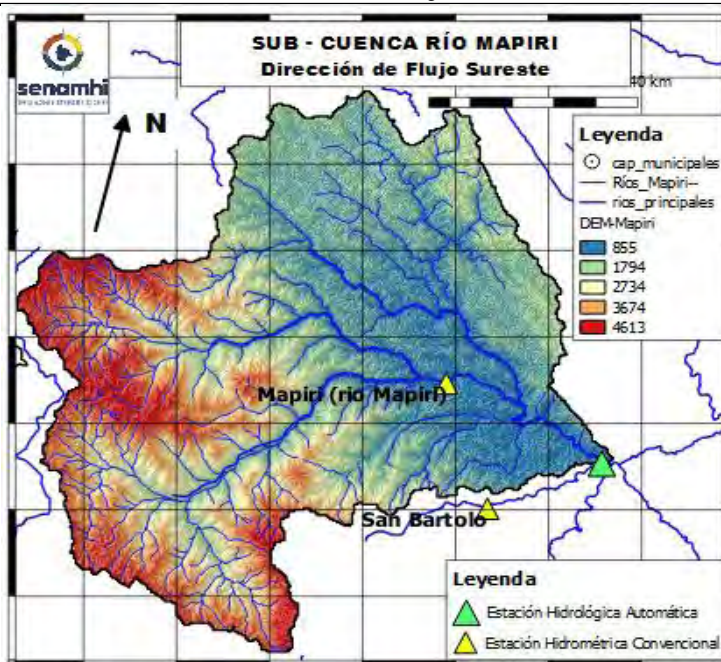 SUB - CUENCA RÍO MAPIRI
Dirección de Flujo Sureste
senamhi
40 km
N
Leyenda
cap_municipales
Ríos_Mapiri--
rios_principales
DEM-Mapiri
855
1794
2734
3674
4613
Mapiri (rio Mapiri)
San Bartolo
Leyenda
Estación Hidrológica Automática
Estación Hidrométrica Convencional